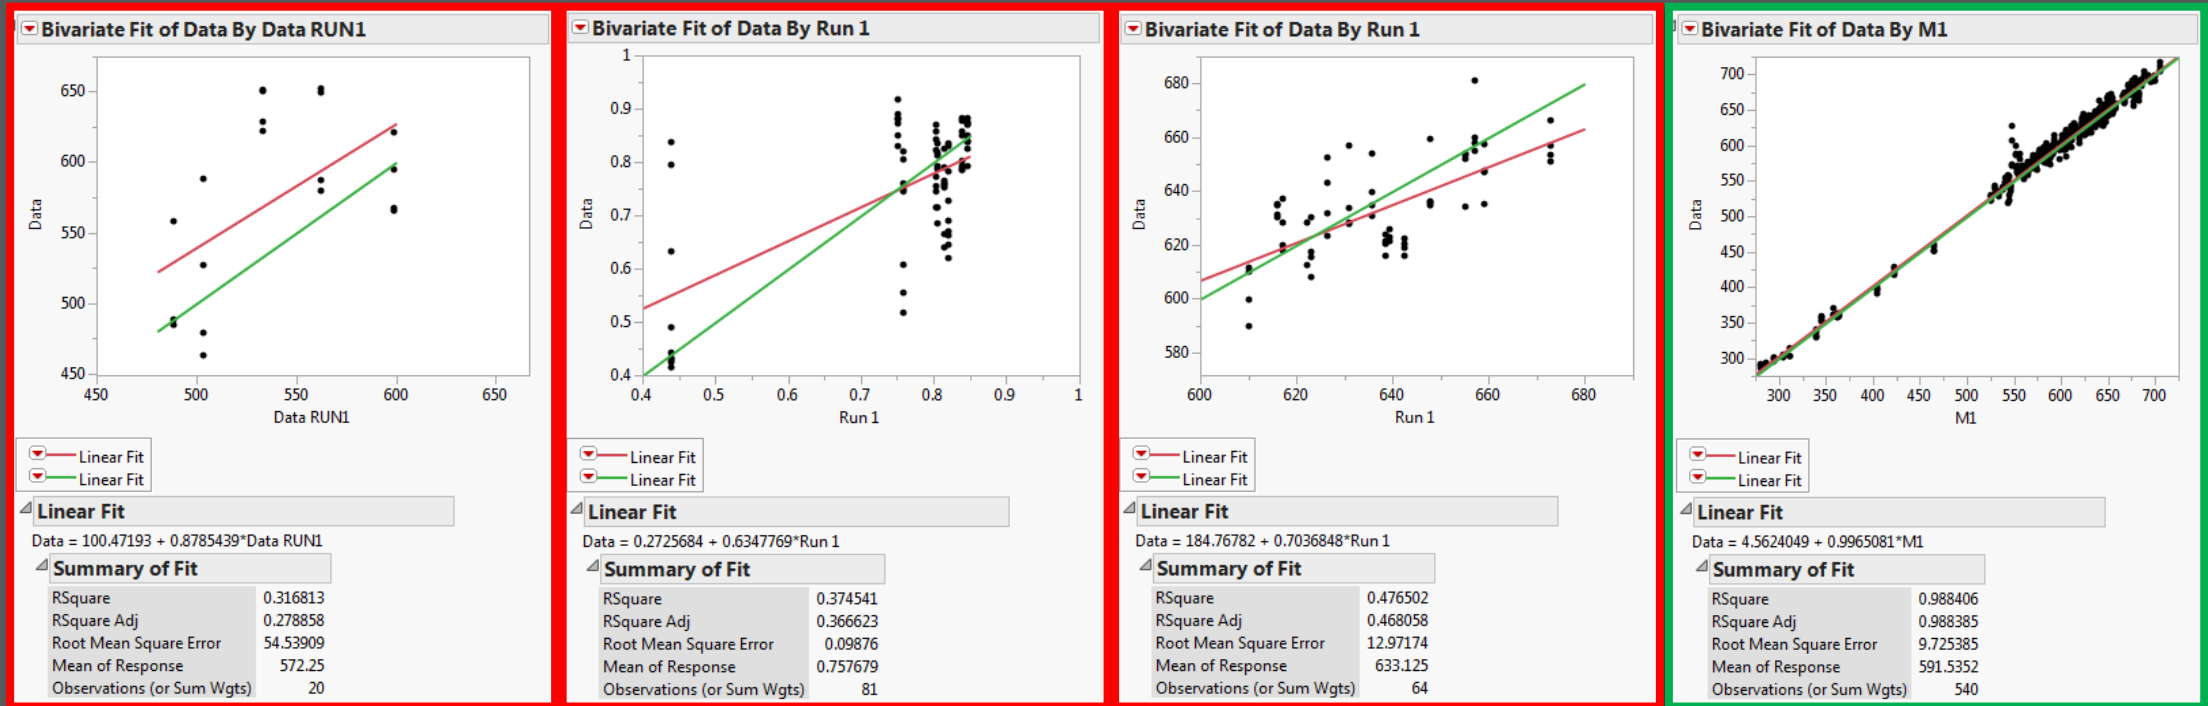 Bivariate Fit of Data By Data RUN1
650
600
550
500
450
Data
450 500 550 600 650
Data RUN1
Linear Fit
Linear Fit
Linear Fit
Data = 100.47193 + 0.8785439*Data RUN1
Summary of Fit
RSquare 0.316813
RSquare Adj 0.278858
Root Mean Square Error 54.53909
Mean of Response 572.25
Observations (or Sum Wgts) 20
Bivariate Fit of Data By Run 1
1
0.9
0.8
0.7
0.6
0.5
0.4
Data
0.4 0.5 0.6 0.7 0.8 0.9 1
Run 1
Linear Fit
Linear Fit
Linear Fit
Data = 0.2725684 + 0.6347769*Run 1
Summary of Fit
RSquare 0.374541
RSquare Adj 0.366623
Root Mean Square Error 0.09876
Mean of Response 0.757679
Observations (or Sum Wgts) 81
Bivariate Fit of Data By Run 1
680
660
640
620
600
580
Data
600 620 640 660 680
Run 1
Linear Fit
Linear Fit
Linear Fit
Data = 184.76782 + 0.7036848*Run 1
Summary of Fit
RSquare 0.476502
RSquare Adj 0.468058
Root Mean Square Error 12.97174
Mean of Response 633.125
Observations (or Sum Wgts) 64
Bivariate Fit of Data By M1
700
650
600
550
500
450
400
350
300
Data
300 350 400 450 500 550 600 650 700
M1
Linear Fit
Linear Fit
Linear Fit
Data = 4.5624049 + 0.9965081*M1
Summary of Fit
RSquare 0.988406
RSquare Adj 0.988385
Root Mean Square Error 9.725385
Mean of Response 591.5352
Observations (or Sum Wgts) 540